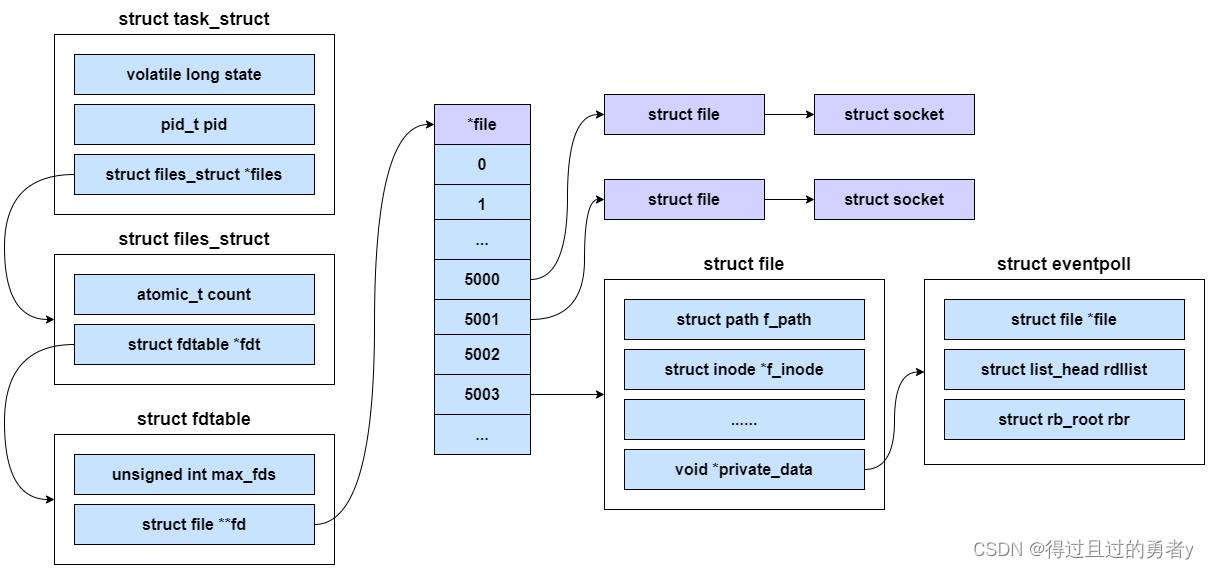 struct task_struct
volatile long state
pid_t pid
struct files_struct *files
struct files_struct
atomic_t count
struct fdtable *fdt
struct fdtable
unsigned int max_fds
struct file **fd
*file
0
1
...
5000
5001
5002
5003
...
struct file
struct socket
struct file
struct socket
struct file
struct path f_path
struct inode *f_inode
......
void *private_data
struct eventpoll
struct file *file
struct list_head rdllist
struct rb_root rbr
CSDN @得过且过的勇者y